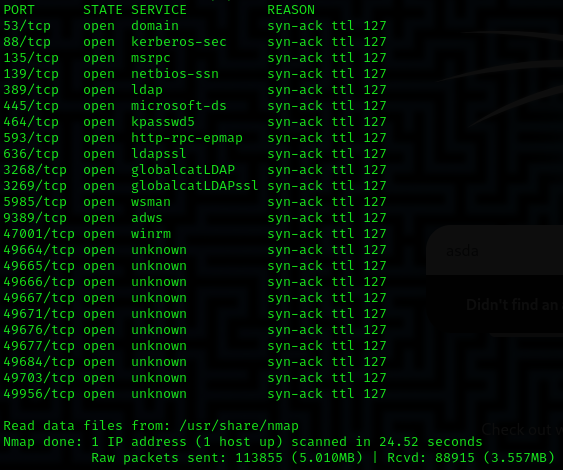 PORT      STATE SERVICE          REASON
53/tcp    open  domain           syn-ack ttl 127
88/tcp    open  kerberos-sec     syn-ack ttl 127
135/tcp   open  msrpc            syn-ack ttl 127
139/tcp   open  netbios-ssn      syn-ack ttl 127
389/tcp   open  ldap             syn-ack ttl 127
445/tcp   open  microsoft-ds     syn-ack ttl 127
464/tcp   open  kpasswd5         syn-ack ttl 127
593/tcp   open  http-rpc-epmap   syn-ack ttl 127
636/tcp   open  ldapssl          syn-ack ttl 127
3268/tcp  open  globalcatLDAP    syn-ack ttl 127
3269/tcp  open  globalcatLDAPssl syn-ack ttl 127
5985/tcp  open  wsman            syn-ack ttl 127
9389/tcp  open  adws             syn-ack ttl 127
47001/tcp open  winrm            syn-ack ttl 127
49664/tcp open  unknown          syn-ack ttl 127
49665/tcp open  unknown          syn-ack ttl 127
49666/tcp open  unknown          syn-ack ttl 127
49667/tcp open  unknown          syn-ack ttl 127
49671/tcp open  unknown          syn-ack ttl 127
49676/tcp open  unknown          syn-ack ttl 127
49677/tcp open  unknown          syn-ack ttl 127
49684/tcp open  unknown          syn-ack ttl 127
49703/tcp open  unknown          syn-ack ttl 127
49956/tcp open  unknown          syn-ack ttl 127
Read data files from: /usr/share/nmap
Nmap done: 1 IP address (1 host up) scanned in 24.52 seconds
Raw packets sent: 113855 (5.010MB) | Rcvd: 88915 (3.557MB)
asda
Didn't find an
Check out